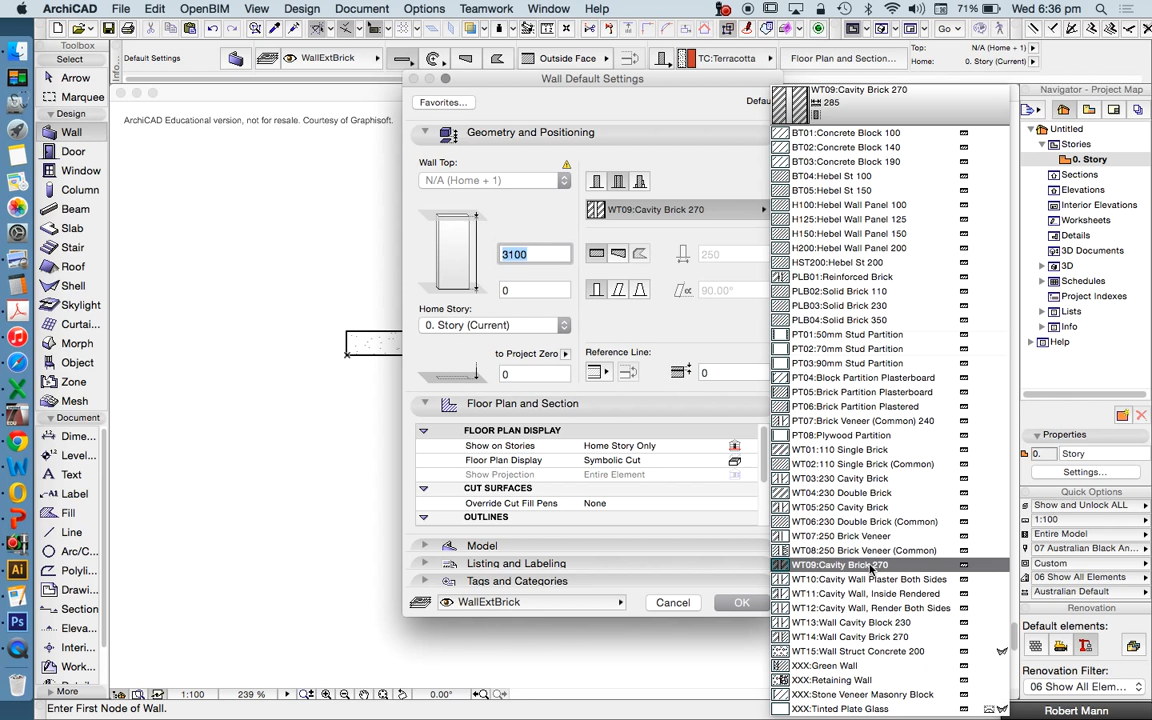 ArchiCAD File Edit OpenBIM View Design Document Options Teamwork Window Help 71% Wed 6:36 pm
Default Settings WallExtBrick Outside Face TC:Terracotta Floor Plan and Section... Top: N/A (Home + 1)
Home: 0. Story (Current)
Go
Toolbox
Select
Arrow
Marquee
Design
Wall
Door
Window
Column
Beam
Slab
Stair
Roof
Shell
Skylight
Curtai...
Morph
Object
Zone
Mesh
Document
Dime...
Level...
Text
Label
Fill
Line
Arc/C...
Polyli...
Drawi...
Section
Eleva...
Interi...
Work...
Detail
More
ArchiCAD Educational version, not for resale. Courtesy of Graphisoft.
Wall Default Settings
Favorites...
Defau
Geometry and Positioning
Wall Top:
N/A (Home + 1)
WT09:Cavity Brick 270
3100
250
0
90.00°
Home Story:
0. Story (Current)
to Project Zero
Reference Line:
0
0
Floor Plan and Section
FLOOR PLAN DISPLAY
Show on Stories Home Story Only
Floor Plan Display Symbolic Cut
Show Projection Entire Element
CUT SURFACES
Override Cut Fill Pens None
OUTLINES
Model
Listing and Labeling
Tags and Categories
WallExtBrick
Cancel
OK
WT09:Cavity Brick 270
285
BT01:Concrete Block 100
BT02:Concrete Block 140
BT03:Concrete Block 190
BT04:Hebel St 100
BT05:Hebel St 150
H100:Hebel Wall Panel 100
H125:Hebel Wall Panel 125
H150:Hebel Wall Panel 150
H200:Hebel Wall Panel 200
HST200:Hebel St 200
PLB01:Reinforced Brick
PLB02:Solid Brick 110
PLB03:Solid Brick 230
PLB04:Solid Brick 350
PT01:50mm Stud Partition
PT02:70mm Stud Partition
PT03:90mm Stud Partition
PT04:Block Partition Plasterboard
PT05:Brick Partition Plasterboard
PT06:Brick Partition Plastered
PT07:Brick Veneer (Common) 240
PT08:Plywood Partition
WT01:110 Single Brick
WT02:110 Single Brick (Common)
WT03:230 Cavity Brick
WT04:230 Double Brick
WT05:250 Cavity Brick
WT06:230 Double Brick (Common)
WT07:250 Brick Veneer
WT08:250 Brick Veneer (Common)
WT09:Cavity Brick 270
WT10:Cavity Wall Plaster Both Sides
WT11:Cavity Wall, Inside Rendered
WT12:Cavity Wall, Render Both Sides
WT13:Wall Cavity Block 230
WT14:Wall Cavity Brick 270
WT15:Wall Struct Concrete 200
XXX:Green Wall
XXX:Retaining Wall
XXX:Stone Veneer Masonry Block
XXX:Tinted Plate Glass
Navigator - Project Map
Untitled
Stories
0. Story
Sections
Elevations
Interior Elevations
Worksheets
Details
3D Documents
3D
Schedules
Project Indexes
Lists
Info
Help
Properties
0. Story
Settings...
Quick Options
Show and Unlock ALL
1:100
Entire Model
07 Australian Black An...
Custom
06 Show All Elements
Australian Default
Renovation
Default elements:
Renovation Filter:
06 Show All Elem...
1:100 239 % 0.00°
Enter First Node of Wall.
Robert Mann